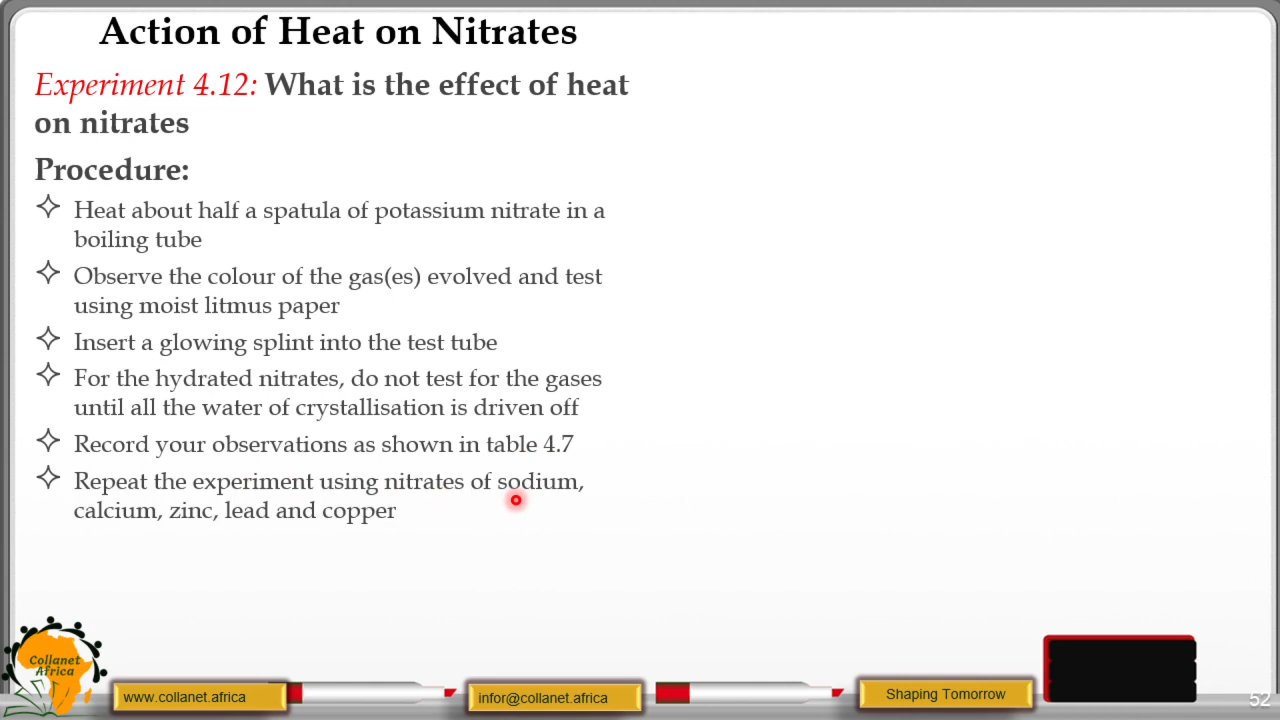 Action of Heat on Nitrates
Experiment 4.12: What is the effect of heat
on nitrates
Procedure:
Heat about half a spatula of potassium nitrate in a
boiling tube
Observe the colour of the gas(es) evolved and test
using moist litmus paper
Insert a glowing splint into the test tube
For the hydrated nitrates, do not test for the gases
until all the water of crystallisation is driven off
Record your observations as shown in table 4.7
Repeat the experiment using nitrates of sodium,
calcium, zinc, lead and copper
Collanet
Africa
www.collanet.africa
infor@collanet.africa
Shaping Tomorrow
52